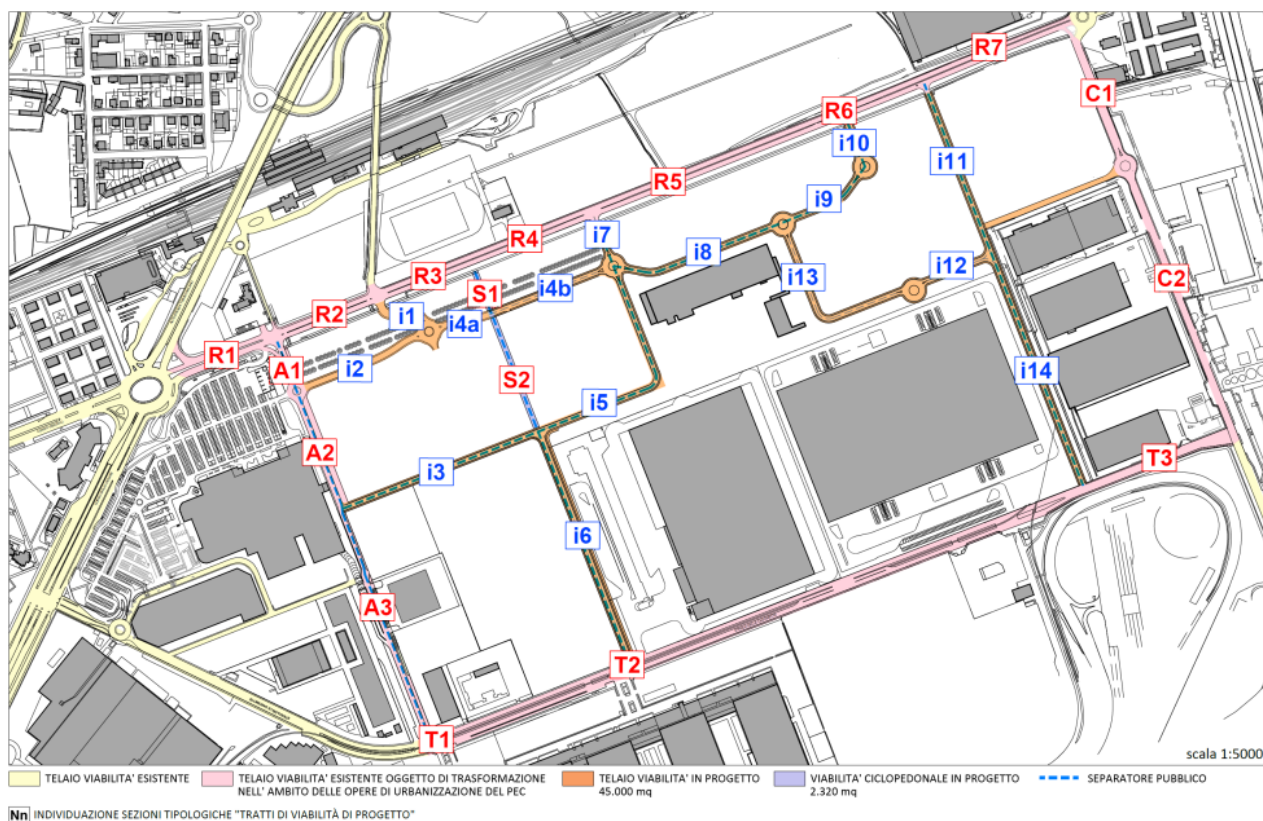 R7
C1
R6
i10
i11
R5
i9
i7
R4
i8
i12
R3
i13
C2
S1
i4b
R2
i1
i4a
R1
A1
i2
S2
i14
i5
A2
T3
i3
i6
A3
T2
T1
scala 1:5000
TELAIO VIABILITA' ESISTENTE
TELAIO VIABILITA' ESISTENTE OGGETTO DI TRASFORMAZIONE
NELL' AMBITO DELLE OPERE DI URBANIZZAZIONE DEL PEC
TELAIO VIABILITA' IN PROGETTO
45.000 mq
VIABILITA' CICLOPEDONALE IN PROGETTO
2.320 mq
SEPARATORE PUBBLICO
Nn INDIVIDUAZIONE SEZIONI TIPOLOGICHE "TRATTI DI VIABILITÀ DI PROGETTO"